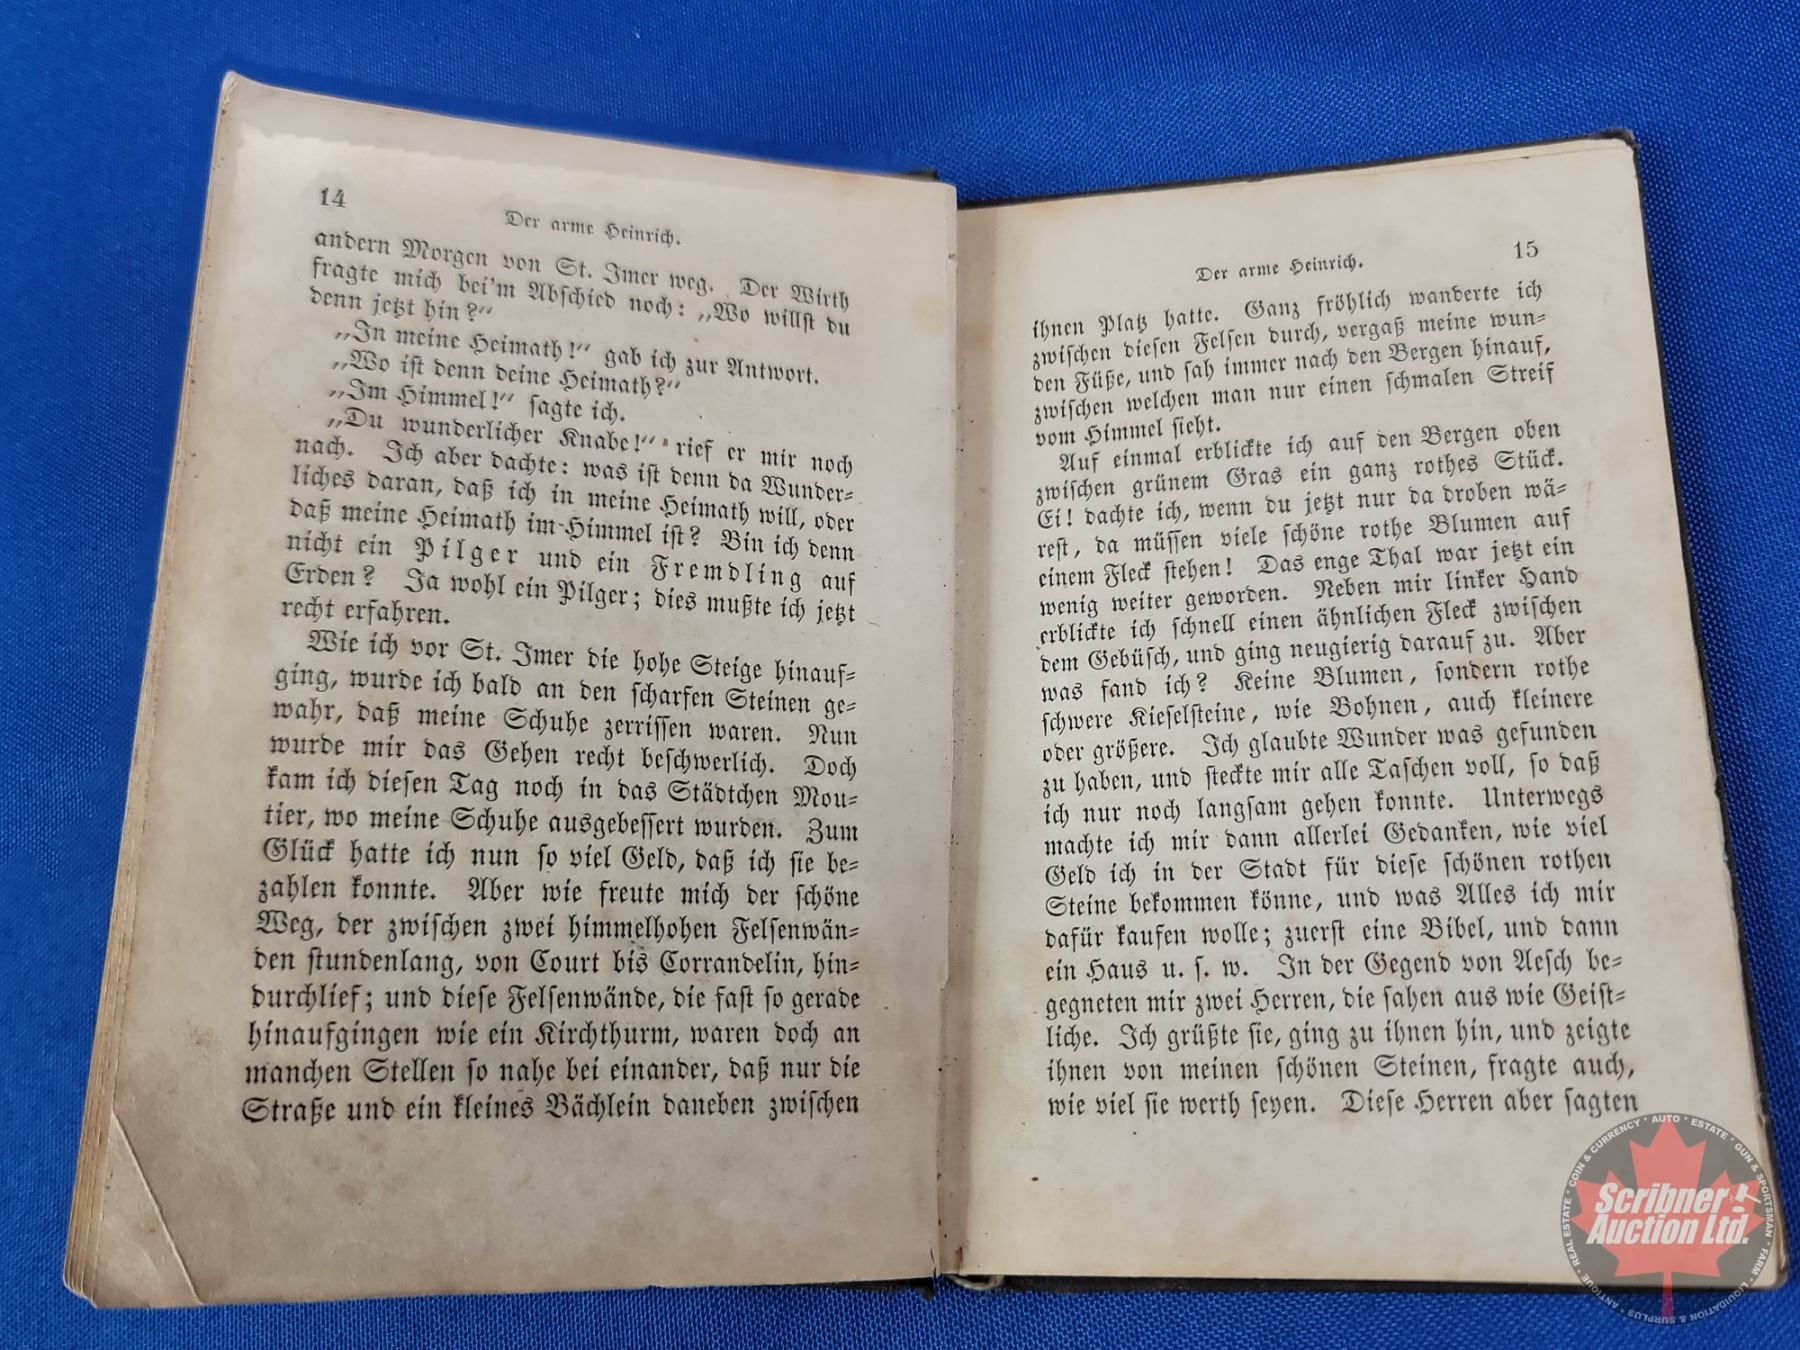 14
Der arme Heinrich.
andern Morgen von St. Imer weg. Der Wirth
fragte mich bei'm Abschied noch: „Wo willst du
denn jetzt hin?“
„In meine Heimath!“ gab ich zur Antwort.
„Wo ist denn deine Heimath?“
„Im Himmel!“ sagte ich.
„Du wunderlicher Knabe!“ rief er mir noch
nach. Ich aber dachte: was ist denn da Wunder-
liches daran, daß ich in meine Heimath will, oder
daß meine Heimath im Himmel ist? Bin ich denn
nicht ein Pilger und ein Fremdling auf
Erden? Ja wohl ein Pilger; dies mußte ich jetzt
recht erfahren.
Wie ich vor St. Imer die hohe Steige hinauf-
ging, wurde ich bald an den scharfen Steinen ge-
wahr, daß meine Schuhe zerrissen waren. Nun
wurde mir das Gehen recht beschwerlich. Doch
kam ich diesen Tag noch in das Städtchen Mou-
tier, wo meine Schuhe ausgebessert wurden. Zum
Glück hatte ich nun so viel Geld, daß ich sie be-
zahlen konnte. Aber wie freute mich der schöne
Weg, der zwischen zwei himmelhohen Felsenwän-
den stundenlang, von Court bis Corrandelin, hin-
durchlief; und diese Felsenwände, die fast so gerade
hinaufgingen wie ein Kirchthurm, waren doch an
manchen Stellen so nahe bei einander, daß nur die
Straße und ein kleines Bächlein daneben zwischen
Der arme Heinrich.
15
ihnen Platz hatte. Ganz fröhlich wanderte ich
zwischen diesen Felsen durch, vergaß meine wun-
den Füße, und sah immer nach den Bergen hinauf,
zwischen welchen man nur einen schmalen Streif
vom Himmel sieht.
Auf einmal erblickte ich auf den Bergen oben
zwischen grünem Gras ein ganz rothes Stück.
Ei! dachte ich, wenn du jetzt nur da droben wä-
rest, da müssen viele schöne rothe Blumen auf
einem Fleck stehen! Das enge Thal war jetzt ein
wenig weiter geworden. Neben mir linker Hand
erblickte ich schnell einen ähnlichen Fleck zwischen
dem Gebüsch, und ging neugierig darauf zu. Aber
was fand ich? Keine Blumen, sondern rothe
schwere Kieselsteine, wie Bohnen, auch kleinere
oder größere. Ich glaubte Wunder was gefunden
zu haben, und steckte mir alle Taschen voll, so daß
ich nur noch langsam gehen konnte. Unterwegs
machte ich mir dann allerlei Gedanken, wie viel
Geld ich in der Stadt für diese schönen rothen
Steine bekommen könne, und was Alles ich mir
dafür kaufen wolle; zuerst eine Bibel, und dann
ein Haus u. s. w. In der Gegend von Aesch be-
gegneten mir zwei Herren, die sahen aus wie Geist-
liche. Ich grüßte sie, ging zu ihnen hin, und zeigte
ihnen von meinen schönen Steinen, fragte auch,
wie viel sie werth seyen. Diese Herren aber sagten
Scribner
Auction Ltd.
ANTIQUE • REAL ESTATE • COIN & CURRENCY • AUTO • ESTATE • GUN & SPORTSMAN • FARM • LIQUIDATION & SURPLUS